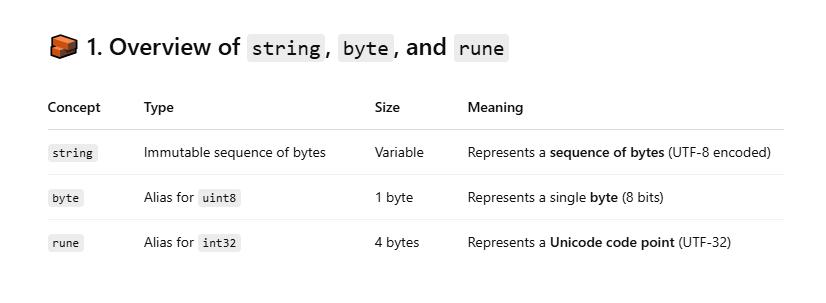 🧱 1. Overview of string, byte, and rune
Concept Type Size Meaning
string Immutable sequence of bytes Variable Represents a sequence of bytes (UTF-8 encoded)
byte Alias for uint8 1 byte Represents a single byte (8 bits)
rune Alias for int32 4 bytes Represents a Unicode code point (UTF-32)